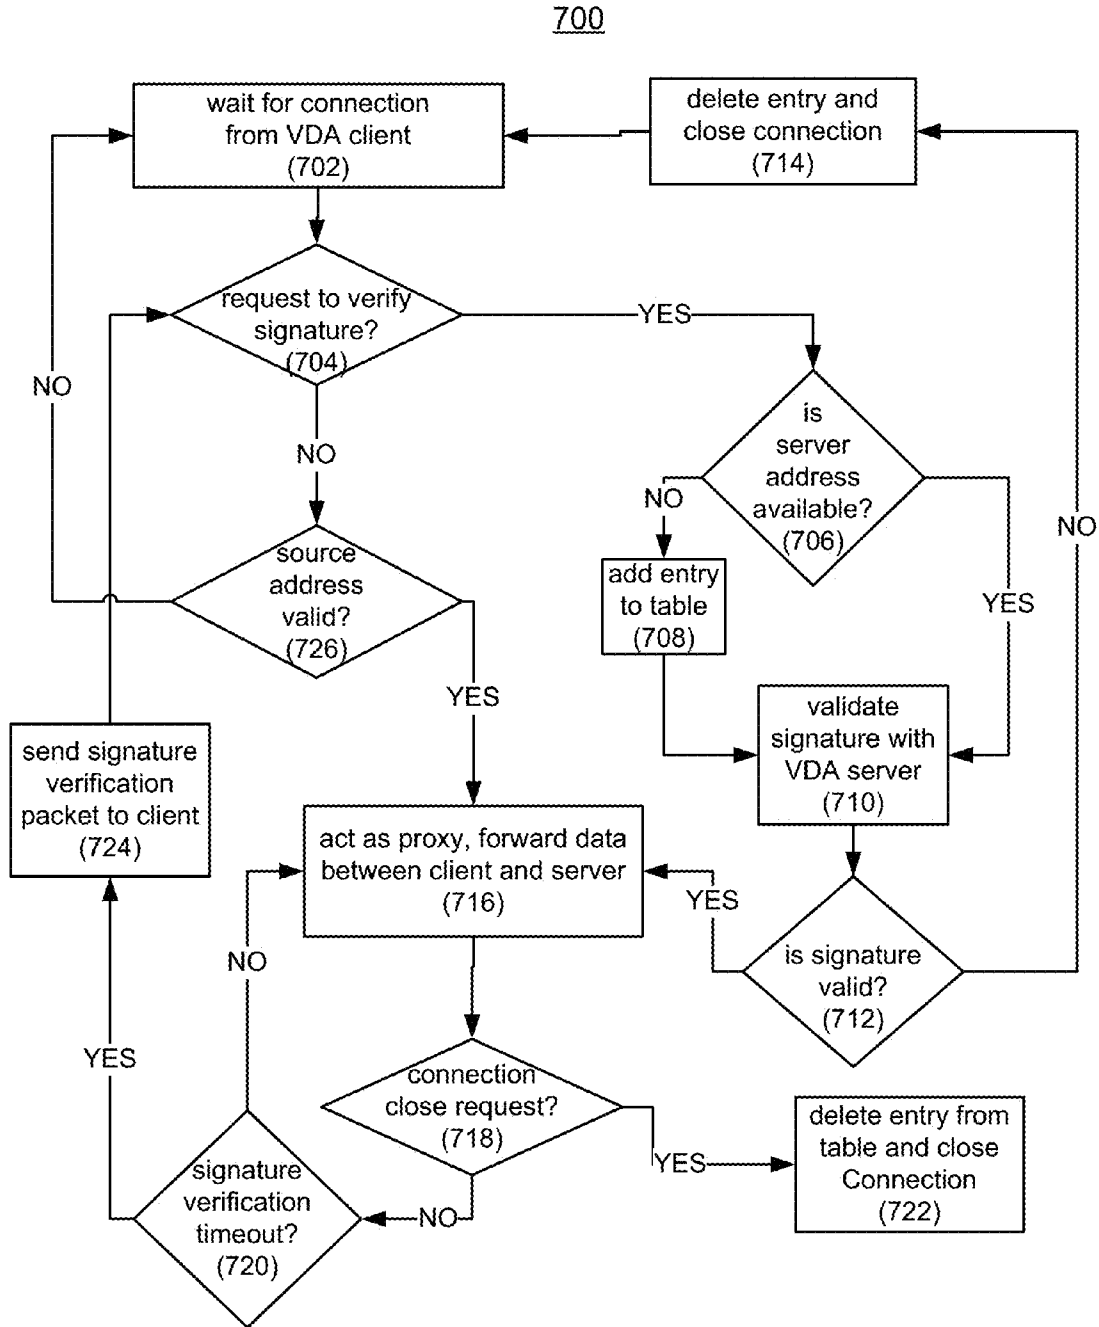 700
wait for connection
from VDA client
(702)
delete entry and
close connection
(714)
request to verify
signature?
(704)
YES
NO
NO
is
server
address
available?
(706)
NO
NO
source
address
valid?
(726)
add entry
to table
(708)
YES
YES
validate
signature with
VDA server
(710)
send signature
verification
packet to client
(724)
act as proxy, forward data
between client and server
(716)
YES
NO
is signature
valid?
(712)
YES
connection
close request?
(718)
YES
delete entry from
table and close
Connection
(722)
signature
verification
timeout?
(720)
NO